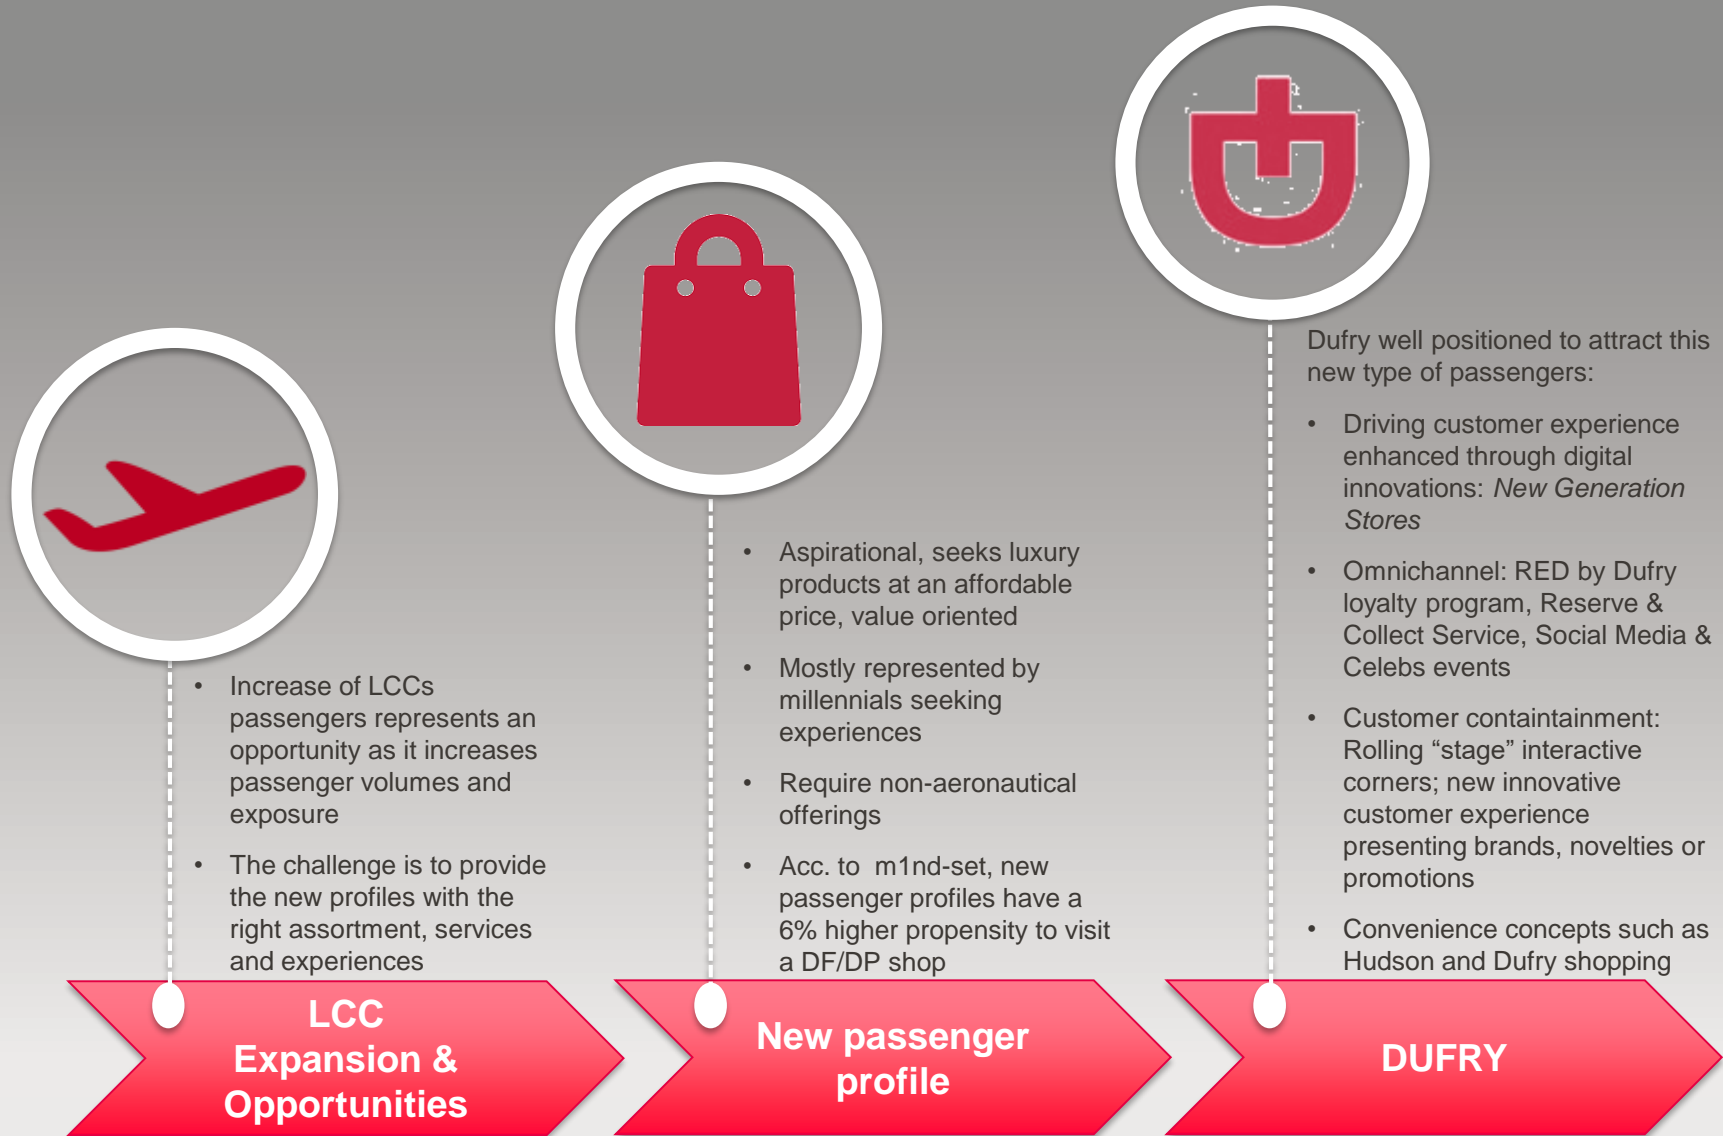 • Increase of LCCs
passengers represents an
opportunity as it increases
passenger volumes and
exposure
• The challenge is to provide
the new profiles with the
right assortment, services
and experiences
LCC
Expansion &
Opportunities
• Aspirational, seeks luxury
products at an affordable
price, value oriented
• Mostly represented by
millennials seeking
experiences
• Require non-aeronautical
offerings
• Acc. to  m1nd-set, new
passenger profiles have a
6% higher propensity to visit
a DF/DP shop
New passenger
profile
Dufry well positioned to attract this
new type of passengers:
• Driving customer experience
enhanced through digital
innovations: New Generation
Stores
• Omnichannel: RED by Dufry
loyalty program, Reserve &
Collect Service, Social Media &
Celebs events
• Customer containtainment:
Rolling “stage” interactive
corners; new innovative
customer experience
presenting brands, novelties or
promotions
• Convenience concepts such as
Hudson and Dufry shopping
DUFRY